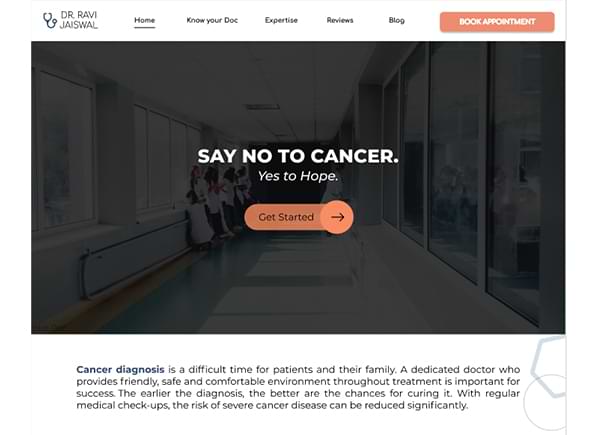 DR. RAVI
JAISWAL
Home Know your Doc Expertise Reviews Blog BOOK APPOINTMENT
SAY NO TO CANCER.
Yes to Hope.
Get Started
Cancer diagnosis is a difficult time for patients and their family. A dedicated doctor who
provides friendly, safe and comfortable environment throughout treatment is important for
success. The earlier the diagnosis, the better are the chances for curing it. With regular
medical check-ups, the risk of severe cancer disease can be reduced significantly.